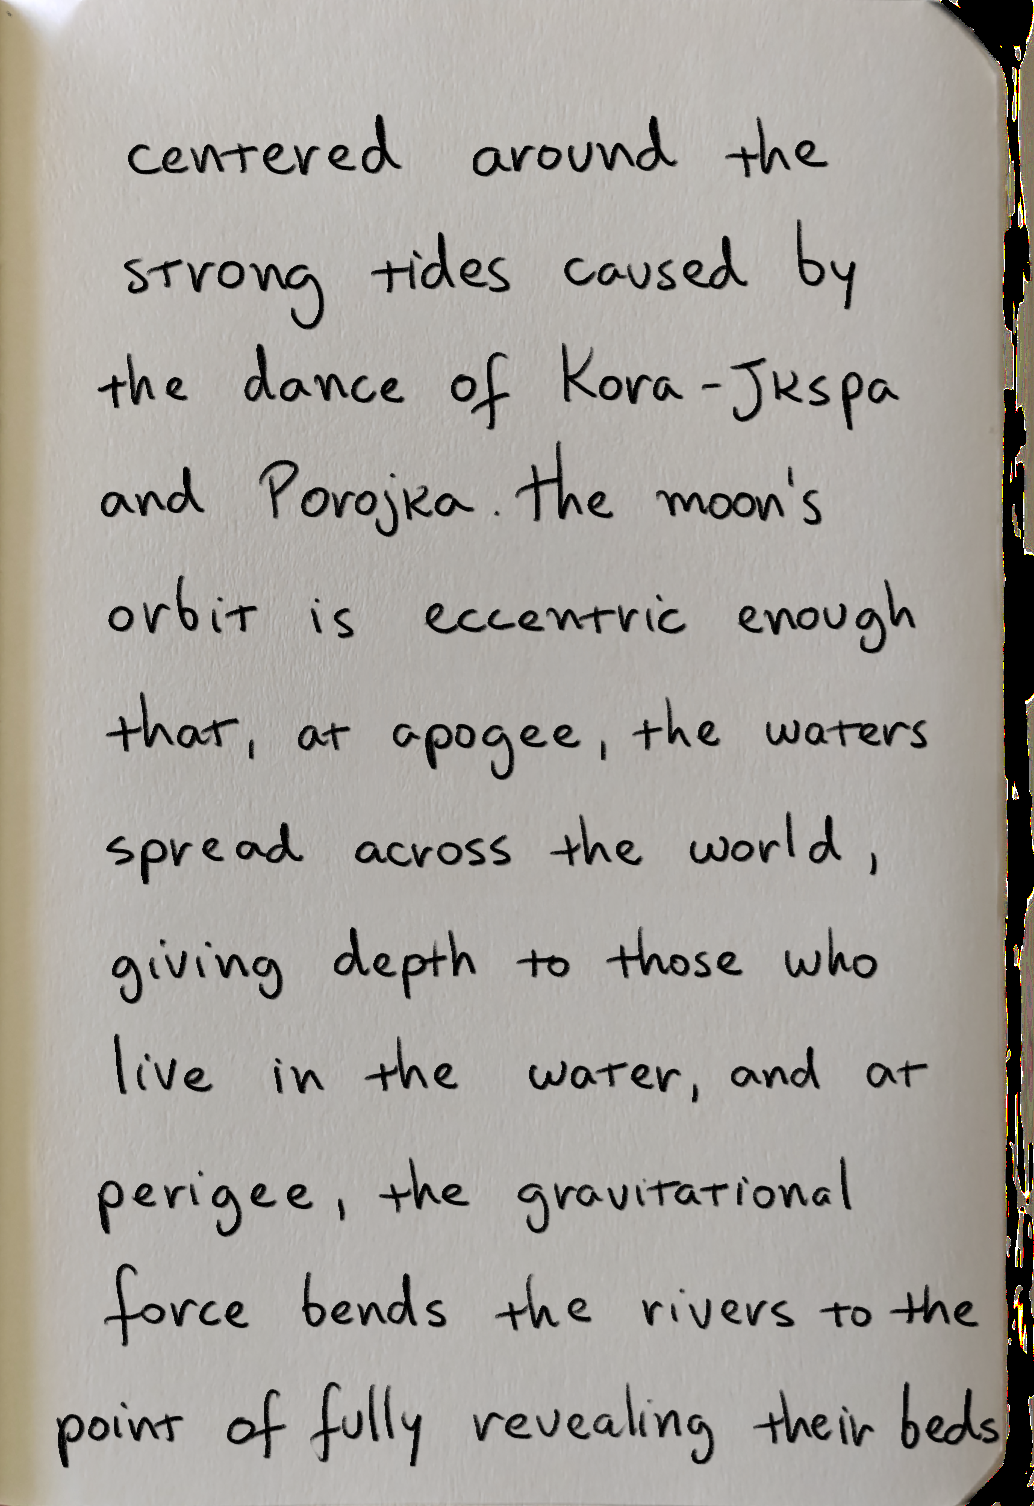 centered around the
strong tides caused by
the dance of Kora-Jkspa
and Porojka. the moon's
orbit is eccentric enough
that, at apogee, the waters
spread across the world,
giving depth to those who
live in the water, and at
perigee, the gravitational
force bends the rivers to the
point of fully revealing their beds